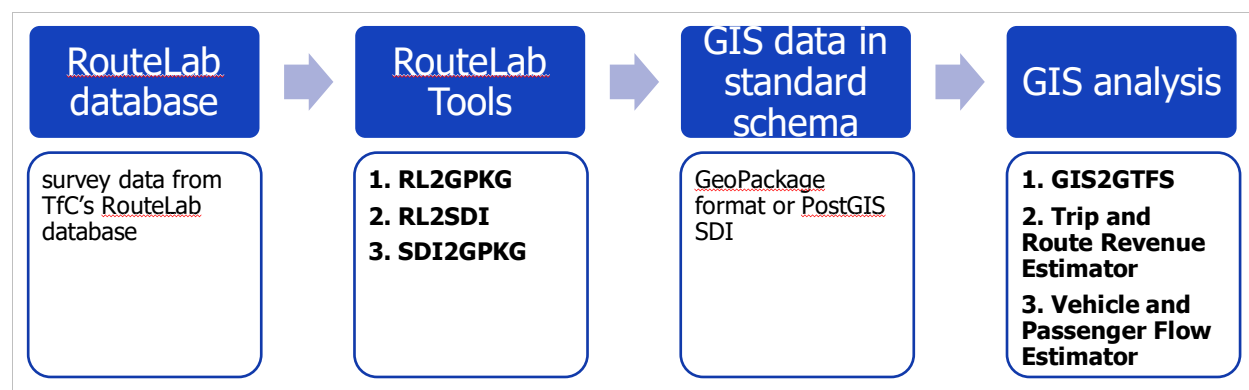 RouteLab
database
RouteLab
Tools
GIS data in
standard
schema
GIS analysis
survey data from
TfC’s RouteLab
database
1. RL2GPKG
2. RL2SDI
3. SDI2GPKG
GeoPackage
format or PostGIS
SDI
1. GIS2GTFS
2. Trip and
Route Revenue
Estimator
3. Vehicle and
Passenger Flow
Estimator